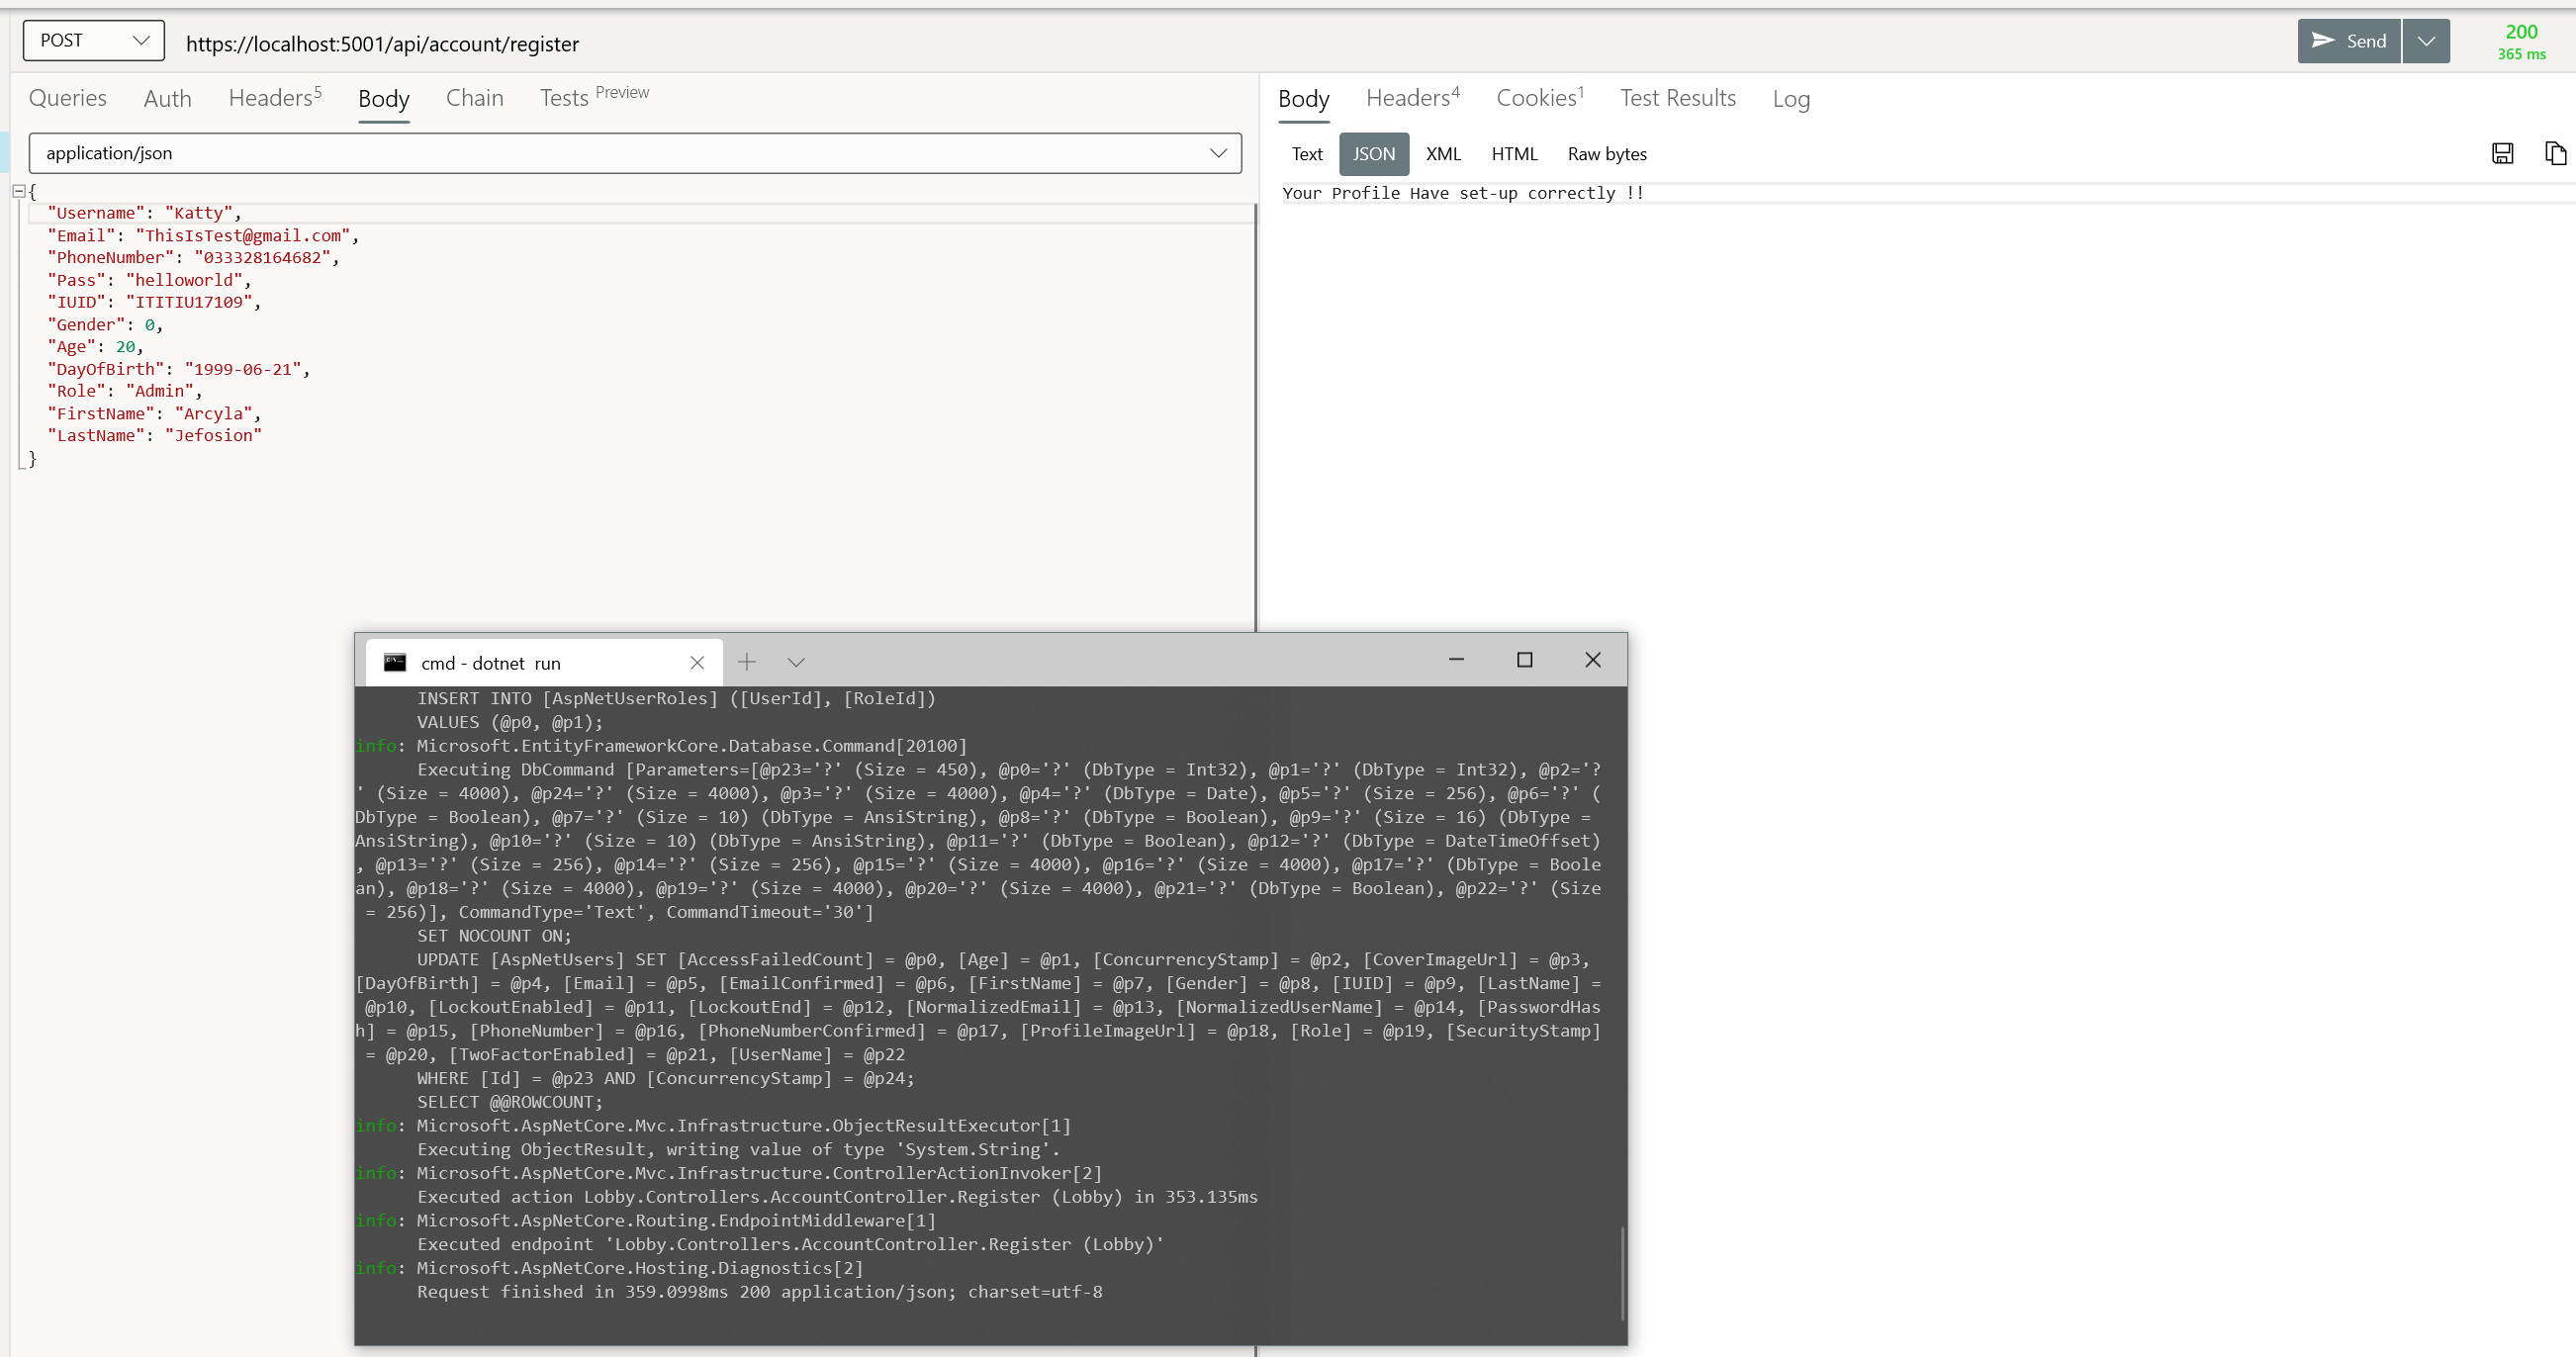 POST
https://localhost:5001/api/account/register
Send
200
365 ms
Queries Auth Headers5 Body Chain Tests Preview
application/json
{
"Username": "Katty",
"Email": "ThisIsTest@gmail.com",
"PhoneNumber": "033328164682",
"Pass": "helloworld",
"IUID": "ITITIU17109",
"Gender": 0,
"Age": 20,
"DayOfBirth": "1999-06-21",
"Role": "Admin",
"FirstName": "Arcyla",
"LastName": "Jefosion"
}
Body Headers4 Cookies1 Test Results Log
Text JSON XML HTML Raw bytes
Your Profile Have set-up correctly !!
cmd - dotnet run
INSERT INTO [AspNetUserRoles] ([UserId], [RoleId])
VALUES (@p0, @p1);
info: Microsoft.EntityFrameworkCore.Database.Command[20100]
Executing DbCommand [Parameters=[@p23='?' (Size = 450), @p0='?' (DbType = Int32), @p1='?' (DbType = Int32), @p2='?
' (Size = 4000), @p24='?' (Size = 4000), @p3='?' (Size = 4000), @p4='?' (DbType = Date), @p5='?' (Size = 256), @p6='?' (
DbType = Boolean), @p7='?' (Size = 10) (DbType = AnsiString), @p8='?' (DbType = Boolean), @p9='?' (Size = 16) (DbType =
AnsiString), @p10='?' (Size = 10) (DbType = AnsiString), @p11='?' (DbType = Boolean), @p12='?' (DbType = DateTimeOffset)
, @p13='?' (Size = 256), @p14='?' (Size = 256), @p15='?' (Size = 4000), @p16='?' (Size = 4000), @p17='?' (DbType = Boole
an), @p18='?' (Size = 4000), @p19='?' (Size = 4000), @p20='?' (Size = 4000), @p21='?' (DbType = Boolean), @p22='?' (Size
= 256)], CommandType='Text', CommandTimeout='30']
SET NOCOUNT ON;
UPDATE [AspNetUsers] SET [AccessFailedCount] = @p0, [Age] = @p1, [ConcurrencyStamp] = @p2, [CoverImageUrl] = @p3,
[DayOfBirth] = @p4, [Email] = @p5, [EmailConfirmed] = @p6, [FirstName] = @p7, [Gender] = @p8, [IUID] = @p9, [LastName] =
@p10, [LockoutEnabled] = @p11, [LockoutEnd] = @p12, [NormalizedEmail] = @p13, [NormalizedUserName] = @p14, [PasswordHas
h] = @p15, [PhoneNumber] = @p16, [PhoneNumberConfirmed] = @p17, [ProfileImageUrl] = @p18, [Role] = @p19, [SecurityStamp]
= @p20, [TwoFactorEnabled] = @p21, [UserName] = @p22
WHERE [Id] = @p23 AND [ConcurrencyStamp] = @p24;
SELECT @@ROWCOUNT;
info: Microsoft.AspNetCore.Mvc.Infrastructure.ObjectResultExecutor[1]
Executing ObjectResult, writing value of type 'System.String'.
info: Microsoft.AspNetCore.Mvc.Infrastructure.ControllerActionInvoker[2]
Executed action Lobby.Controllers.AccountController.Register (Lobby) in 353.135ms
info: Microsoft.AspNetCore.Routing.EndpointMiddleware[1]
Executed endpoint 'Lobby.Controllers.AccountController.Register (Lobby)'
info: Microsoft.AspNetCore.Hosting.Diagnostics[2]
Request finished in 359.0998ms 200 application/json; charset=utf-8